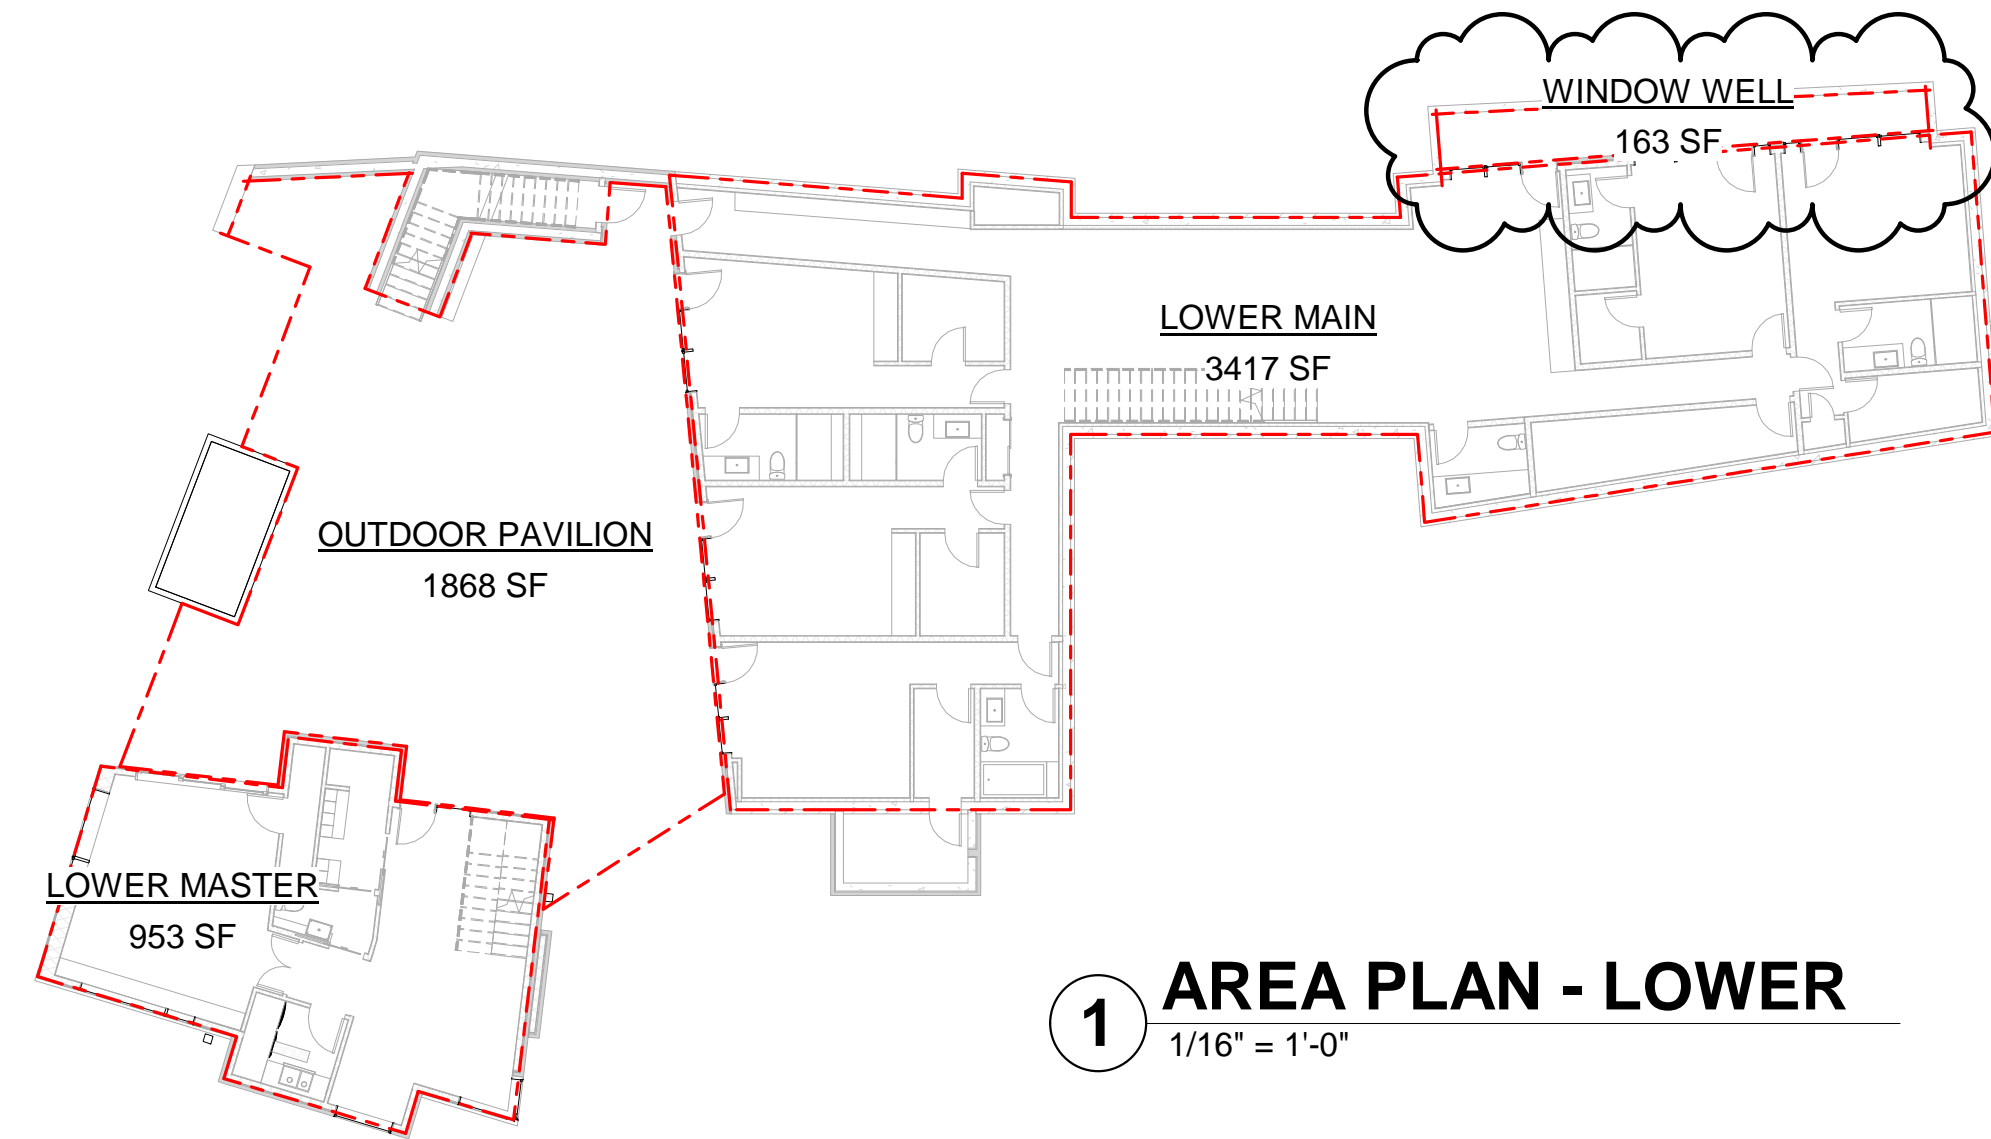 WINDOW WELL
163 SF
LOWER MAIN
3417 SF
OUTDOOR PAVILION
1868 SF
LOWER MASTER
953 SF
1 AREA PLAN - LOWER
1/16" = 1'-0"